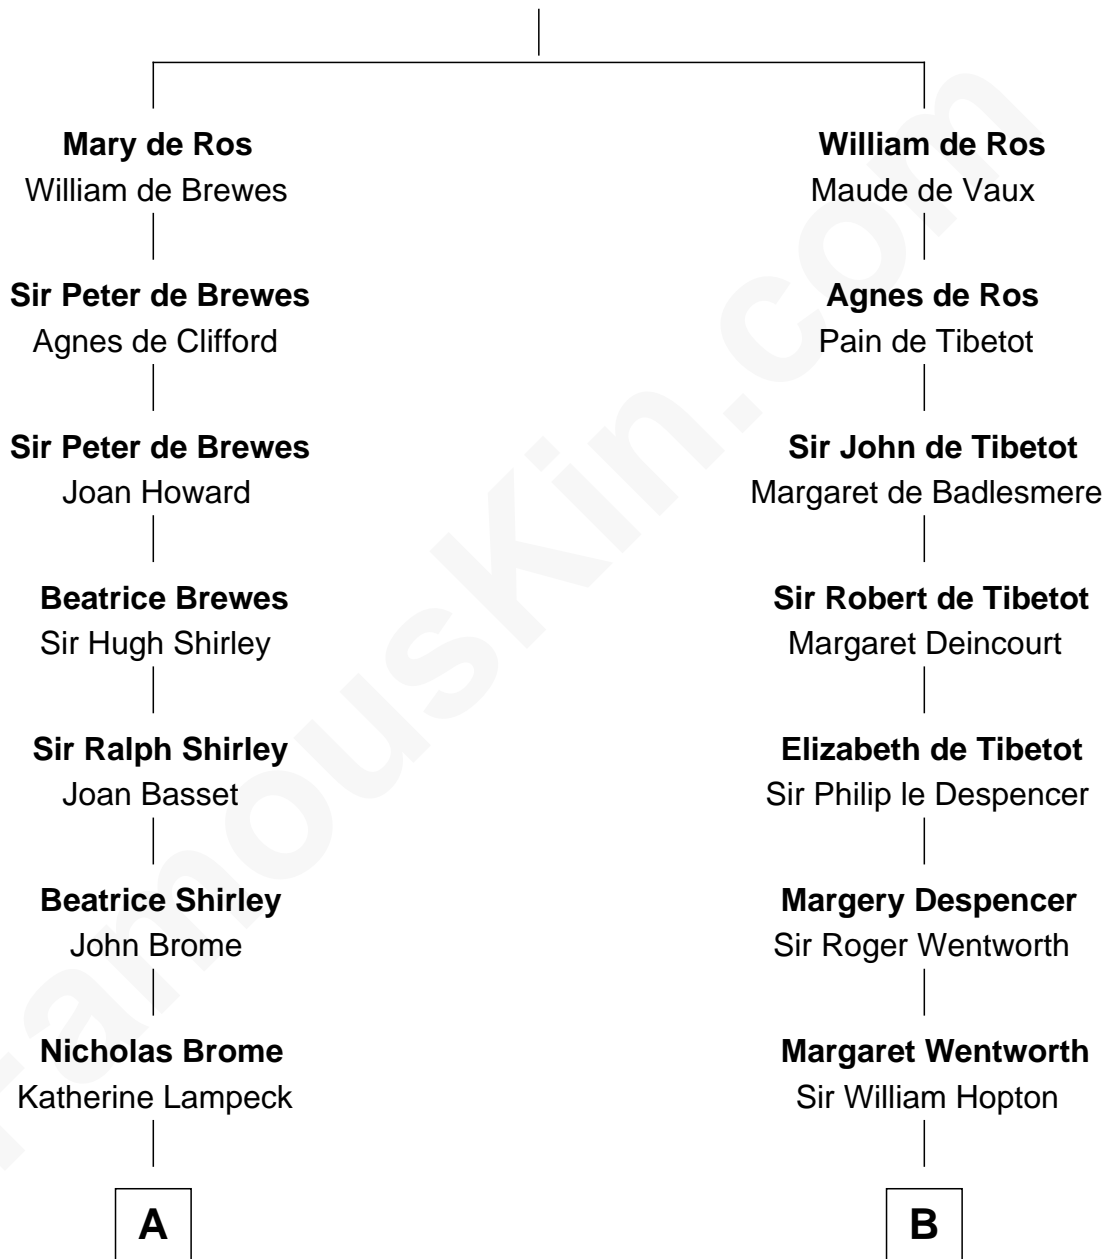 Mary de Ros
William de Brewes
Sir Peter de Brewes
Agnes de Clifford
Sir Peter de Brewes
Joan Howard
Beatrice Brewes
Sir Hugh Shirley
Sir Ralph Shirley
Joan Basset
Beatrice Shirley
John Brome
Nicholas Brome
Katherine Lampeck
A
William de Ros
Maude de Vaux
Agnes de Ros
Pain de Tibetot
Sir John de Tibetot
Margaret de Badlesmere
Sir Robert de Tibetot
Margaret Deincourt
Elizabeth de Tibetot
Sir Philip le Despencer
Margery Despencer
Sir Roger Wentworth
Margaret Wentworth
Sir William Hopton
B
FamousKin.com